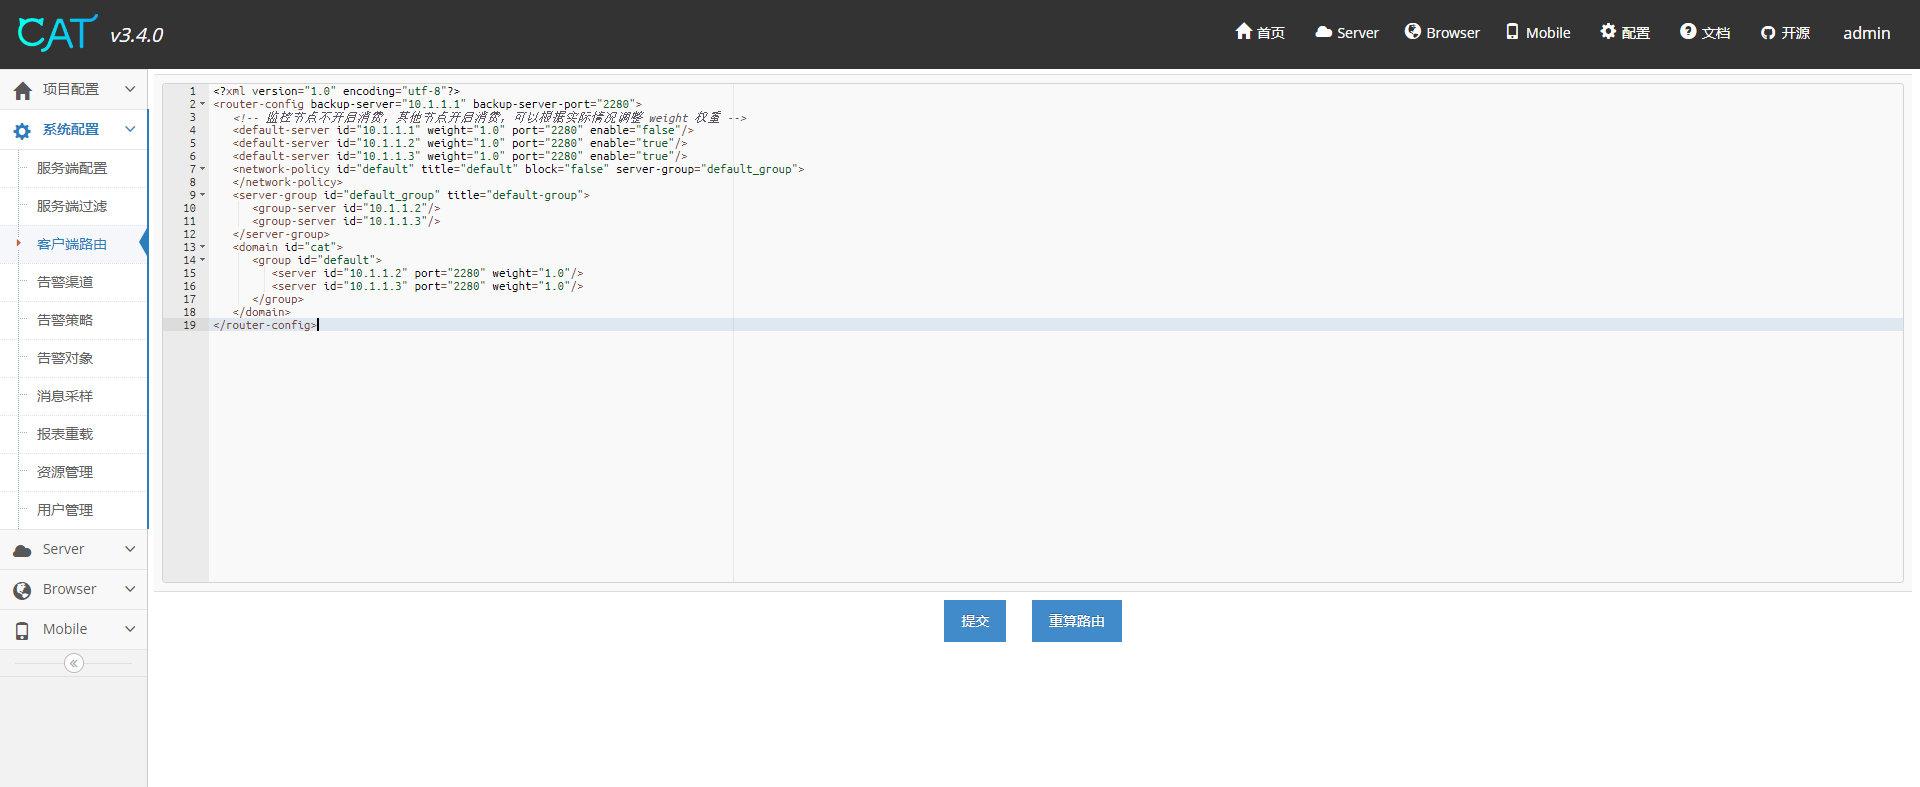 CAT v3.4.0
首页 Server Browser Mobile 配置 文档 开源 admin
项目配置
系统配置
服务端配置
服务端过滤
客户端路由
告警渠道
告警策略
告警对象
消息采样
报表重载
资源管理
用户管理
Server
Browser
Mobile
1 <?xml version="1.0" encoding="utf-8"?>
2 <router-config backup-server="10.1.1.1" backup-server-port="2280">
3 <!-- 监控节点不开启消费，其他节点开启消费，可以根据实际情况调整 weight 权重 -->
4 <default-server id="10.1.1.1" weight="1.0" port="2280" enable="false"/>
5 <default-server id="10.1.1.2" weight="1.0" port="2280" enable="true"/>
6 <default-server id="10.1.1.3" weight="1.0" port="2280" enable="true"/>
7 <network-policy id="default" title="default" block="false" server-group="default_group">
8 </network-policy>
9 <server-group id="default_group" title="default-group">
10 <group-server id="10.1.1.2"/>
11 <group-server id="10.1.1.3"/>
12 </server-group>
13 <domain id="cat">
14 <group id="default">
15 <server id="10.1.1.2" port="2280" weight="1.0"/>
16 <server id="10.1.1.3" port="2280" weight="1.0"/>
17 </group>
18 </domain>
19 </router-config>
提交 重算路由